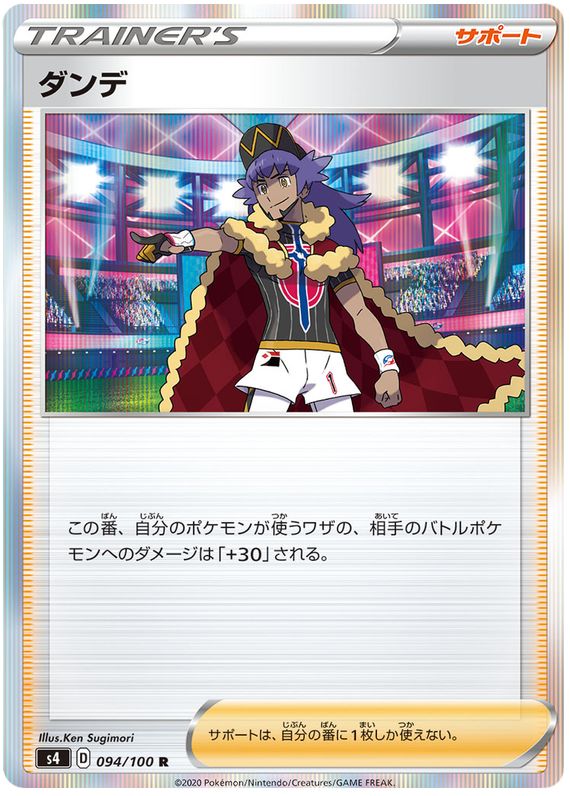 TRAINER'S サポート
ダンデ
この番、自分のポケモンが使うワザの、相手のバトルポケ
モンへのダメージは「+30」される。
Illus.Ken Sugimori
サポートは、自分の番に1枚しか使えない。
s4 D 094/100 R
©2020 Pokémon/Nintendo/Creatures/GAME FREAK.